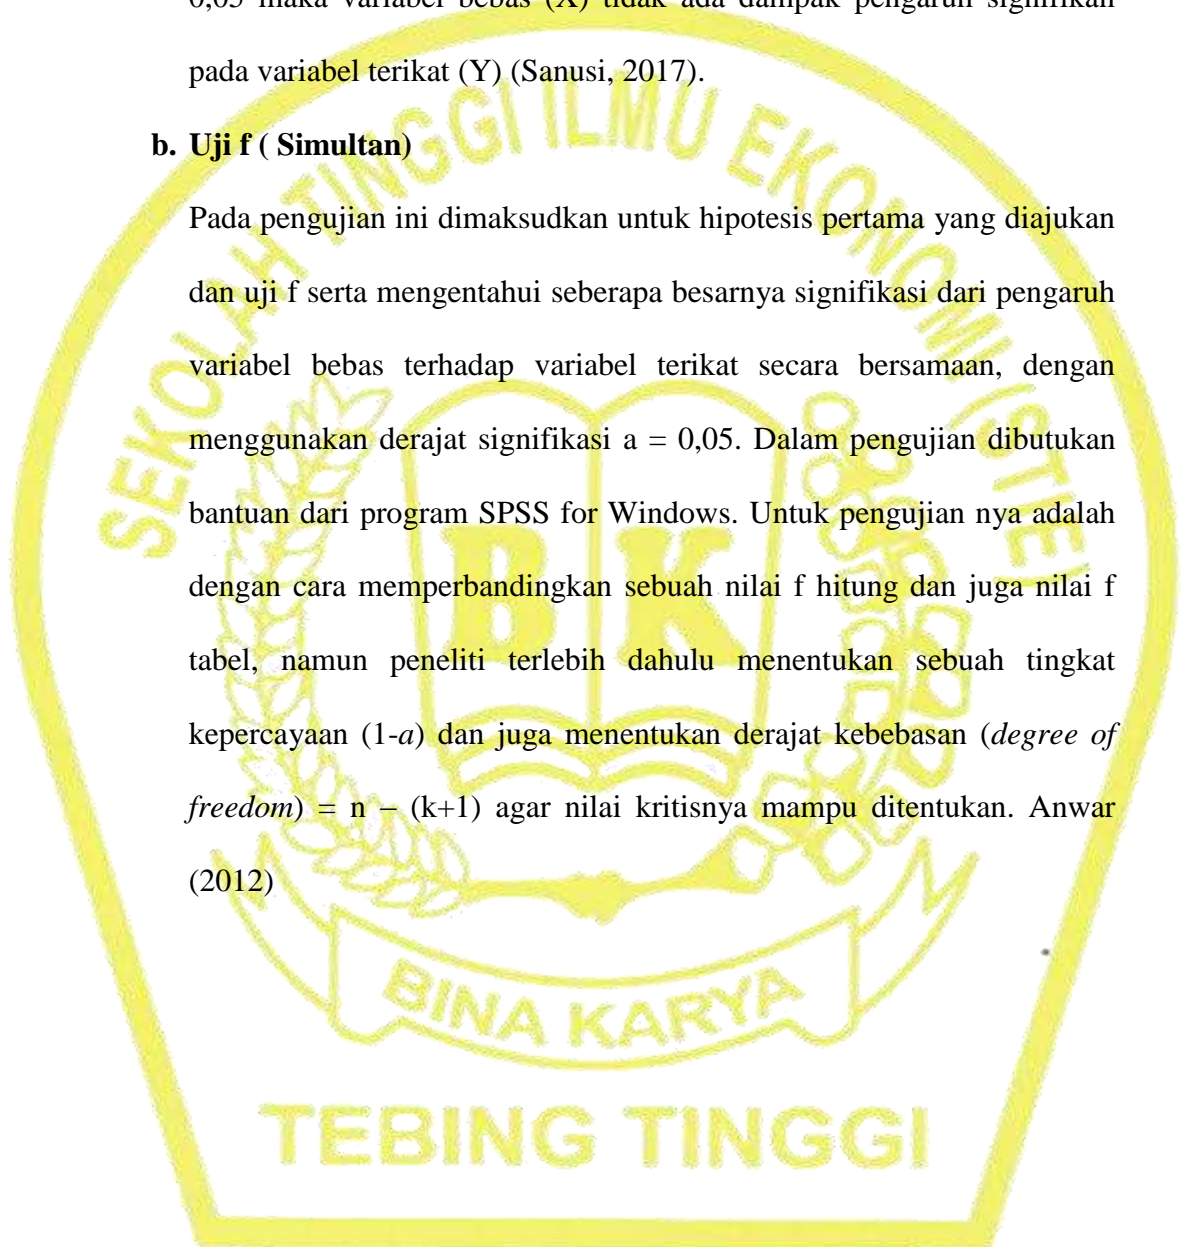 0,05 maka variabel bebas (X) tidak ada dampak pengaruh signifikan
pada variabel terikat (Y) (Sanusi, 2017).
b. Uji f ( Simultan)
Pada pengujian ini dimaksudkan untuk hipotesis pertama yang diajukan
dan uji f serta mengentahui seberapa besarnya signifikasi dari pengaruh
variabel bebas terhadap variabel terikat secara bersamaan, dengan
menggunakan derajat signifikasi a = 0,05. Dalam pengujian dibutukan
bantuan dari program SPSS for Windows. Untuk pengujian nya adalah
dengan cara memperbandingkan sebuah nilai f hitung dan juga nilai f
tabel, namun peneliti terlebih dahulu menentukan sebuah tingkat
kepercayaan (1-a) dan juga menentukan derajat kebebasan (degree of
freedom) = n – (k+1) agar nilai kritisnya mampu ditentukan. Anwar
(2012)
SEKOLAH TINGGI ILMU EKONOMI (STIE)
BK
BINA KARYA
TEBING TINGGI